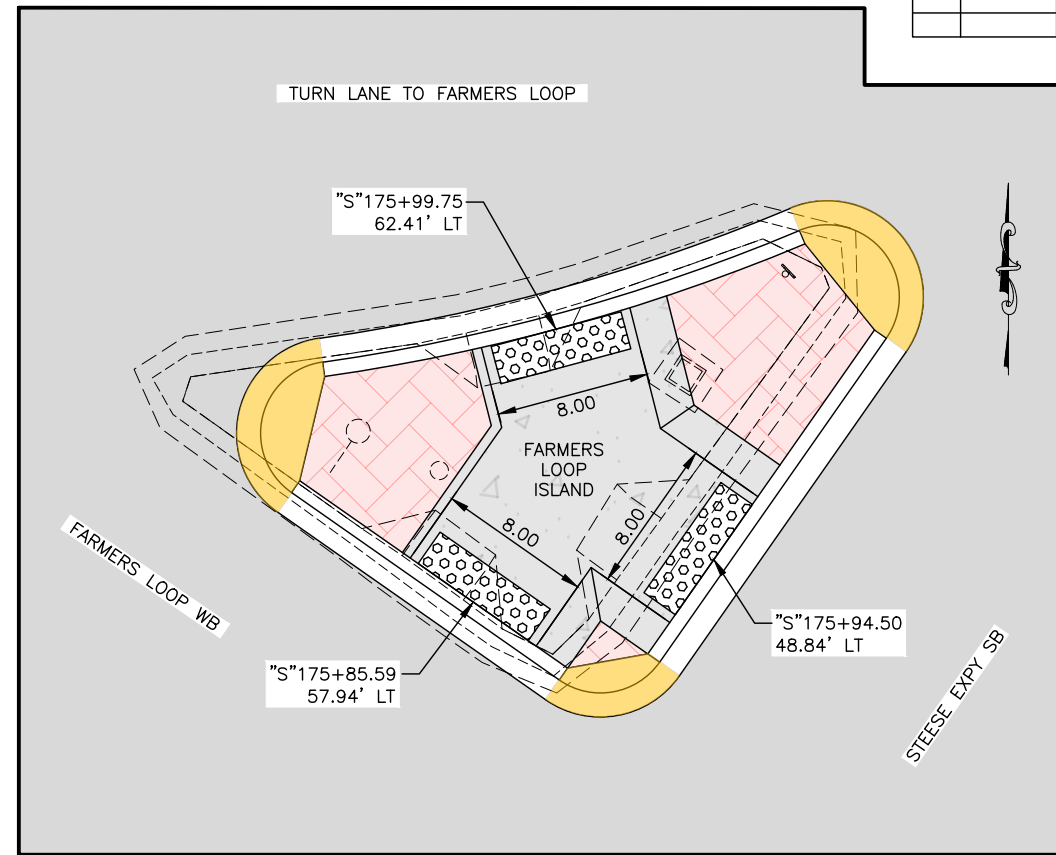 TURN LANE TO FARMERS LOOP
"S"175+99.75
62.41' LT
8.00
FARMERS
LOOP
ISLAND
8.00
8.00
FARMERS LOOP WB
"S"175+94.50
48.84' LT
"S"175+85.59
57.94' LT
STEESE EXPY SB